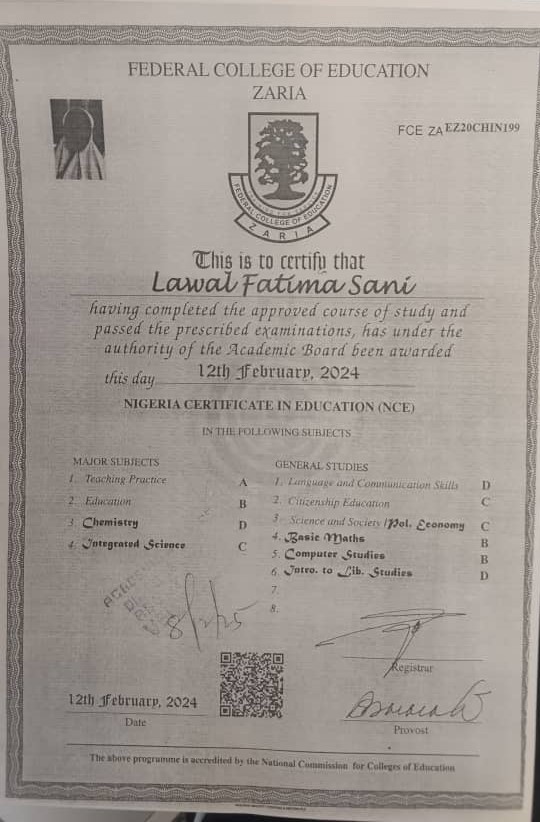 FEDERAL COLLEGE OF EDUCATION
ZARIA
FCE ZA EZ20CHIN199
FEDERAL COLLEGE OF EDUCATION
ZARIA
This is to certify that
Lawal Fatima Sani
having completed the approved course of study and
passed the prescribed examinations, has under the
authority of the Academic Board been awarded
this day 12th February, 2024
NIGERIA CERTIFICATE IN EDUCATION (NCE)
IN THE FOLLOWING SUBJECTS
MAJOR SUBJECTS
1. Teaching Practice A
2. Education B
3. Chemistry D
4. Integrated Science C
GENERAL STUDIES
1. Language and Communication Skills D
2. Citizenship Education C
3. Science and Society /Pol. Economy C
4. Basic Maths B
5. Computer Studies B
6. Intro. to Lib. Studies D
7.
8.
8/2/25
Registrar
12th February, 2024
Date
Provost
The above programme is accredited by the National Commission for Colleges of Education